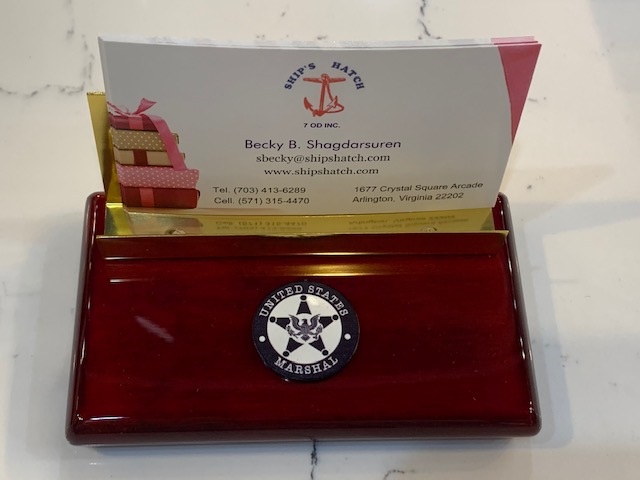 SHIP'S HATCH
7 OD INC.
Becky B. Shagdarsuren
sbecky@shipshatch.com
www.shipshatch.com
Tel. (703) 413-6289
Cell. (571) 315-4470
1677 Crystal Square Arcade
Arlington, Virginia 22202
UNITED STATES
MARSHAL